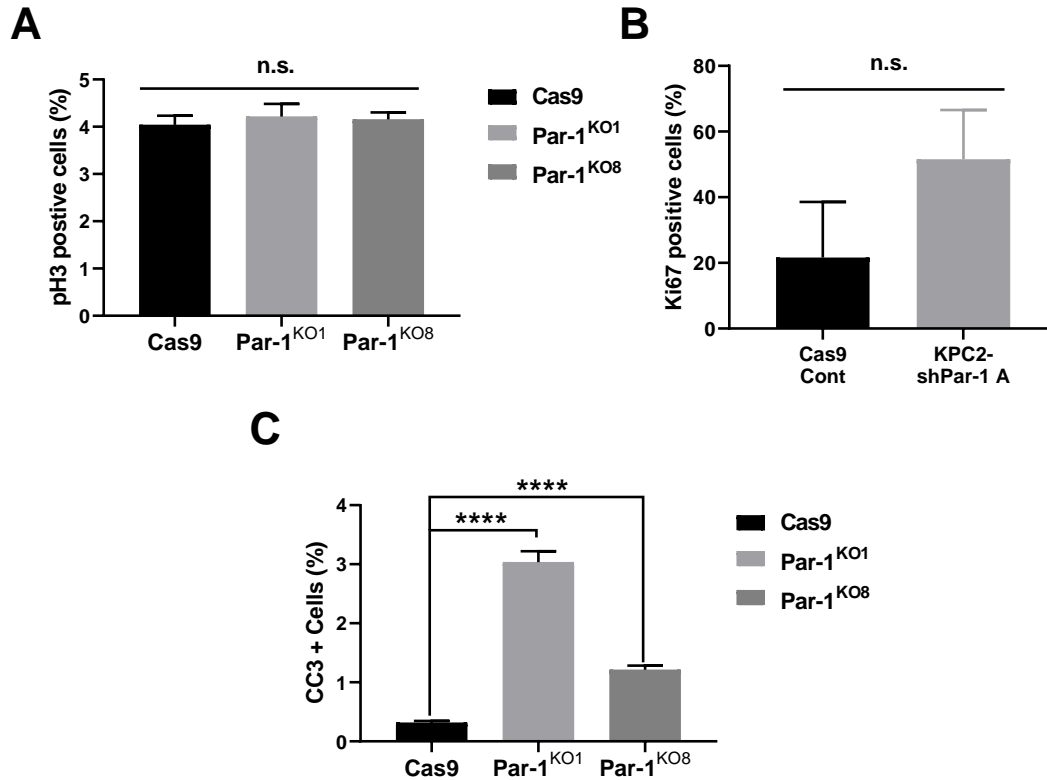 A
n.s.
pH3 postive cells (%)
5
4
3
2
1
0
Cas9
Par-1KO1
Par-1KO8
Cas9
Par-1KO1
Par-1KO8
B
n.s.
Ki67 positive cells (%)
80
60
40
20
0
Cas9
Cont
KPC2-
shPar-1 A
C
****
****
CC3 + Cells (%)
4
3
2
1
0
Cas9
Par-1KO1
Par-1KO8
Cas9
Par-1KO1
Par-1KO8